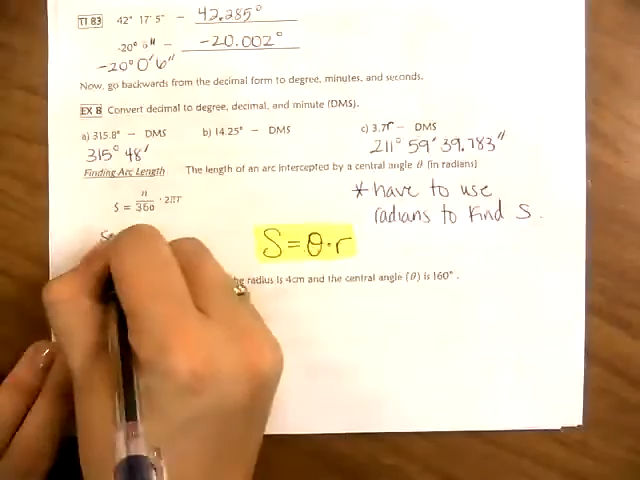 TI 83 42° 17' 5" — 42.285°
-20° 6" — -20.002°
-20° 0' 6"
Now, go backwards from the decimal form to degree, minutes, and seconds.
EX 8 Convert decimal to degree, decimal, and minute (DMS).
a) 315.8° — DMS b) 14.25° — DMS c) 3.7r — DMS
315° 48' 211° 59' 39.783"
Finding Arc Length The length of an arc intercepted by a central angle θ (in radians)
S = n/360 · 2πr
*have to use
radians to find S.
S = θ·r
the radius is 4cm and the central angle (θ) is 160°.